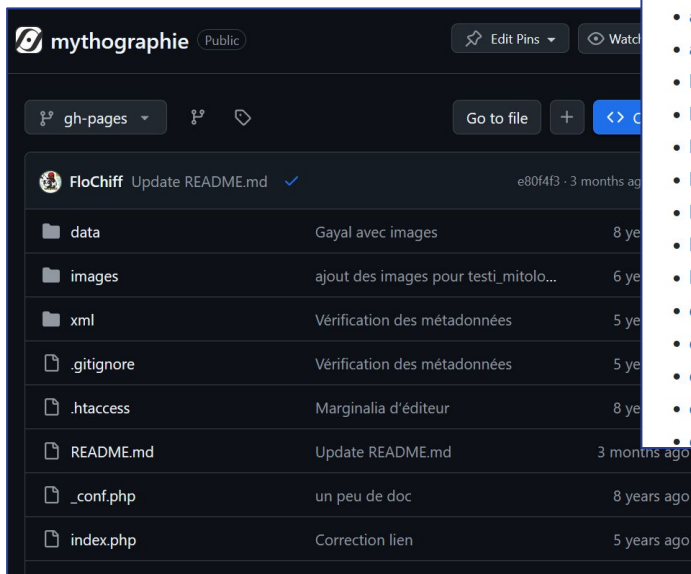 mythographie Public Edit Pins Watch
gh-pages Go to file
FloChiff Update README.md e80f4f3 · 3 months ag
data Gayal avec images 8 ye
images ajout des images pour testi_mitolo... 6 ye
xml Vérification des métadonnées 5 ye
.gitignore Vérification des métadonnées 5 ye
.htaccess Marginalia d'éditeur 8 ye
README.md Update README.md 3 months ago
_conf.php un peu de doc 8 years ago
index.php Correction lien 5 years ago